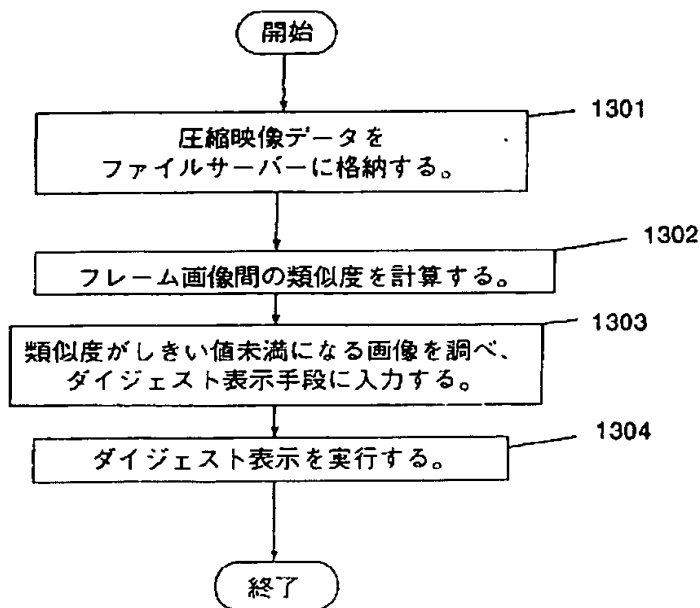 開始
1301
圧縮映像データを
ファイルサーバーに格納する。
1302
フレーム画像間の類似度を計算する。
1303
類似度がしきい値未満になる画像を調べ、
ダイジェスト表示手段に入力する。
1304
ダイジェスト表示を実行する。
終了